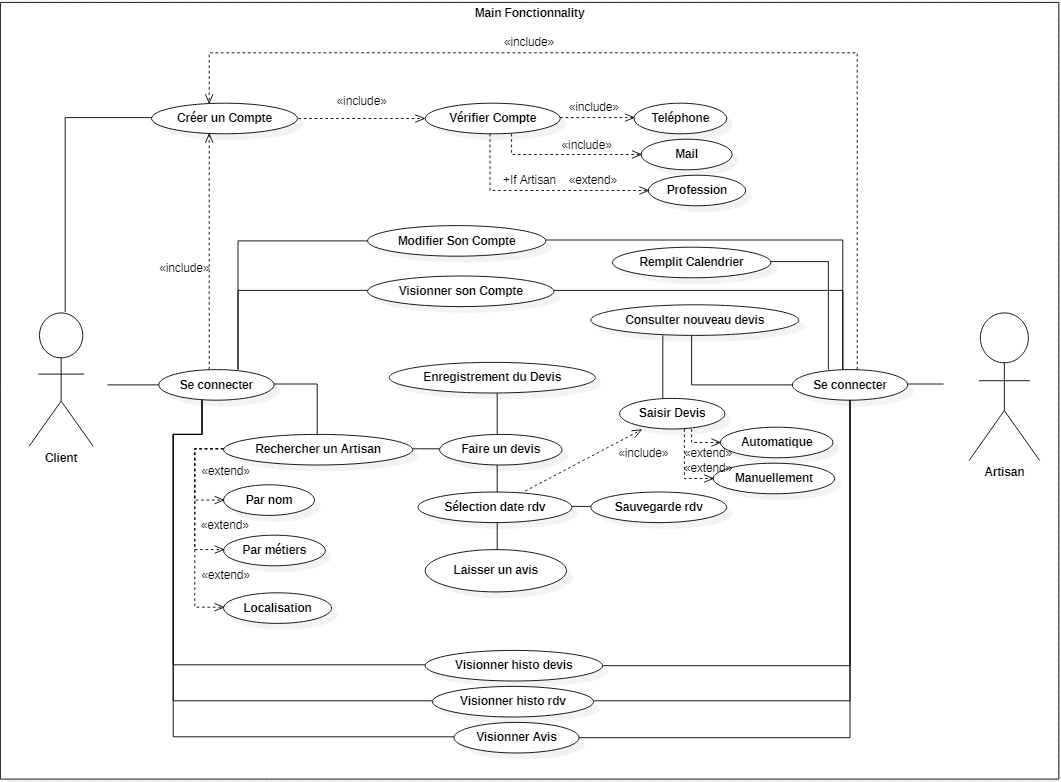 Main Fonctionnality
«include»
Créer un Compte
«include»
Vérifier Compte
«include»
Teléphone
«include»
Mail
+If Artisan
«extend»
Profession
Modifier Son Compte
Remplit Calendrier
«include»
Visionner son Compte
Consulter nouveau devis
Se connecter
Enregistrement du Devis
Se connecter
Saisir Devis
Client
Rechercher un Artisan
Faire un devis
«include»
«extend»
Automatique
Artisan
«extend»
«extend»
Manuellement
Par nom
Sélection date rdv
Sauvegarde rdv
«extend»
Par métiers
«extend»
Laisser un avis
Localisation
Visionner histo devis
Visionner histo rdv
Visionner Avis